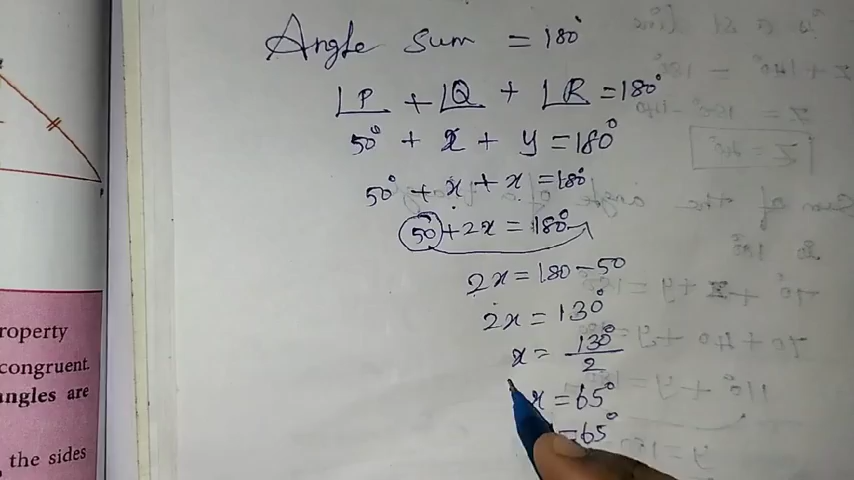 Angle Sum = 180°
∠P + ∠Q + ∠R = 180°
50° + x + y = 180°
50° + x + x = 180°
50° + 2x = 180°
2x = 180 - 50
2x = 130°
x = 130°/2
x = 65°
= 65°
roperty
congruent.
angles are
the sides